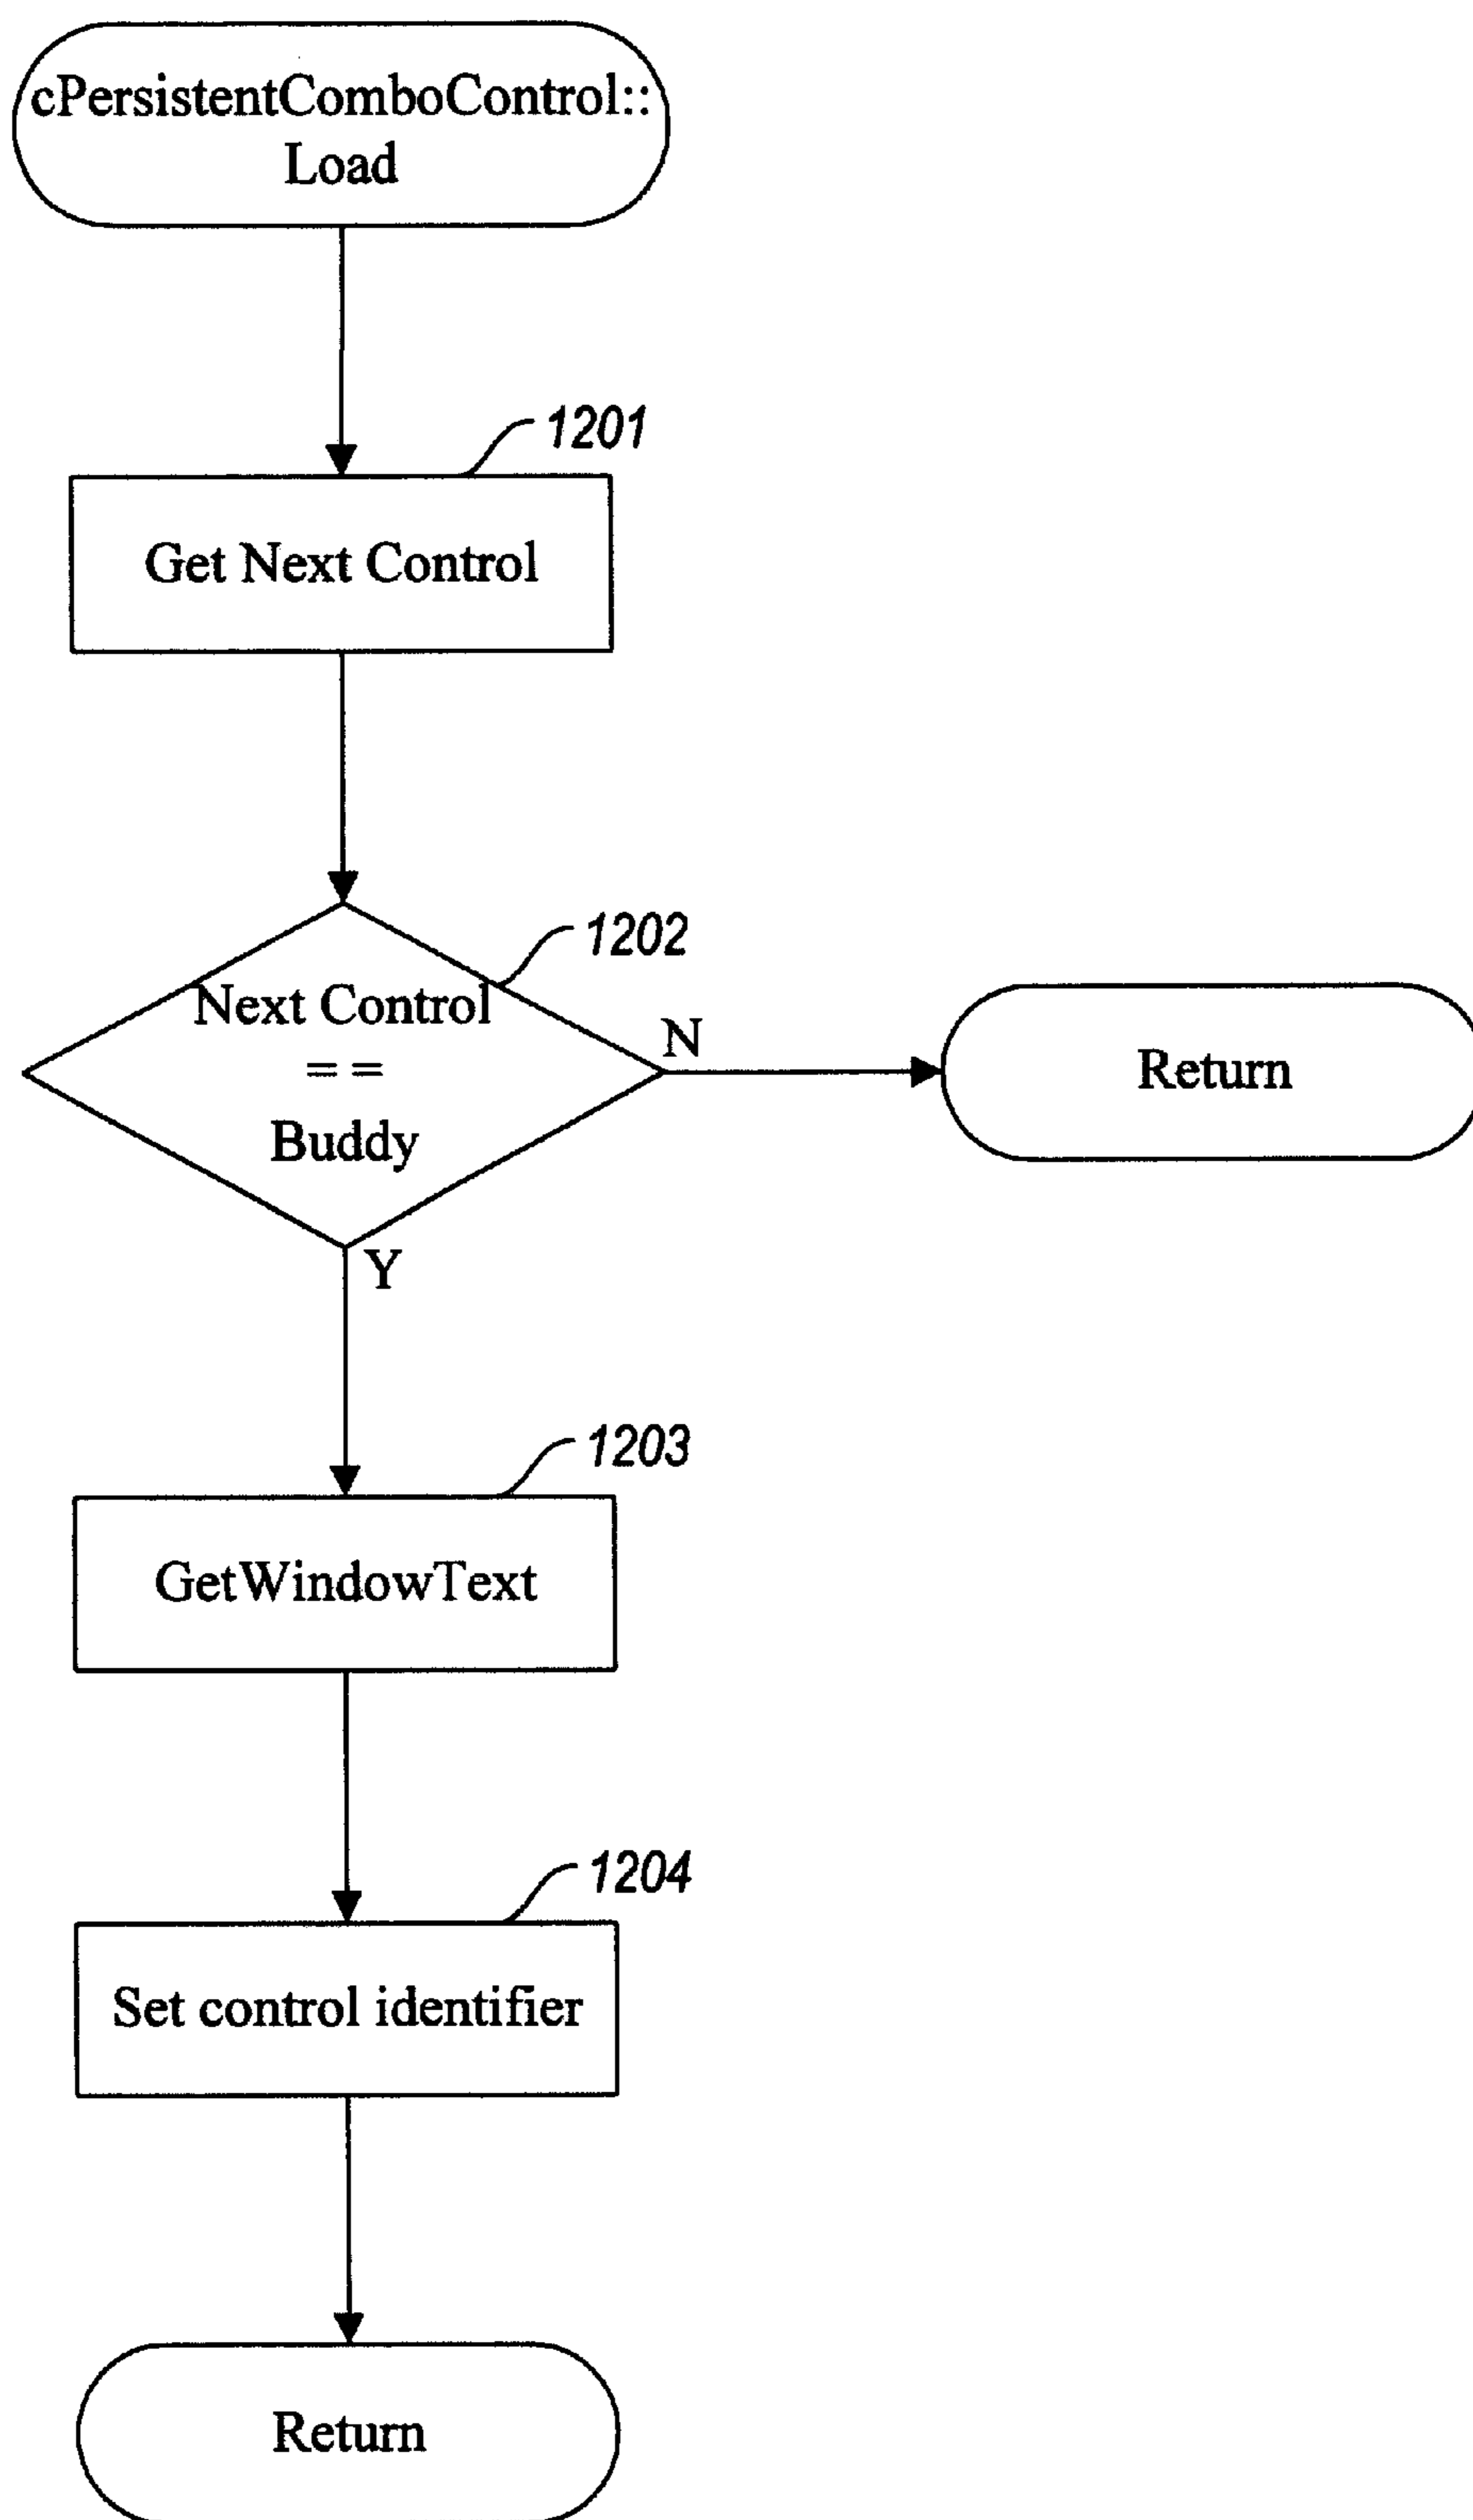 cPersistentComboControl::
Load
1201
Get Next Control
1202
Next Control
==
Buddy
N
Return
Y
1203
GetWindowText
1204
Set control identifier
Return